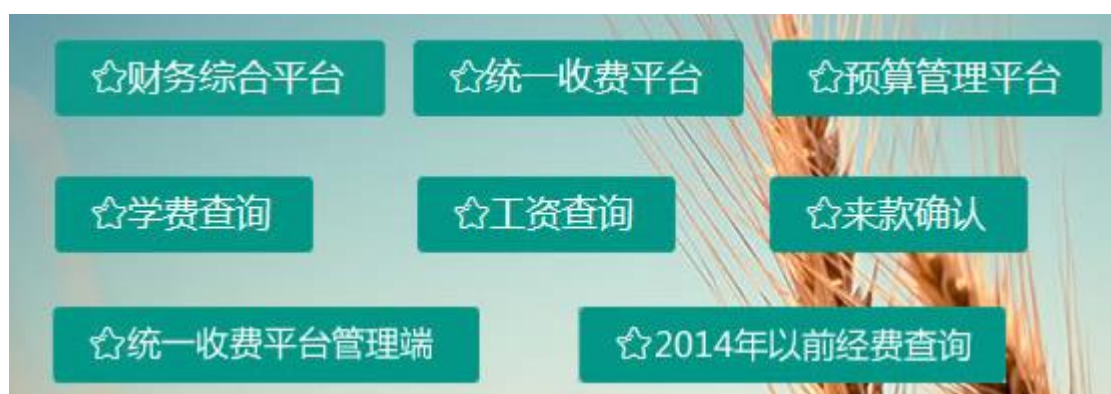 ☆财务综合平台 ☆统一收费平台 ☆预算管理平台
☆学费查询 ☆工资查询 ☆来款确认
☆统一收费平台管理端 ☆2014年以前经费查询